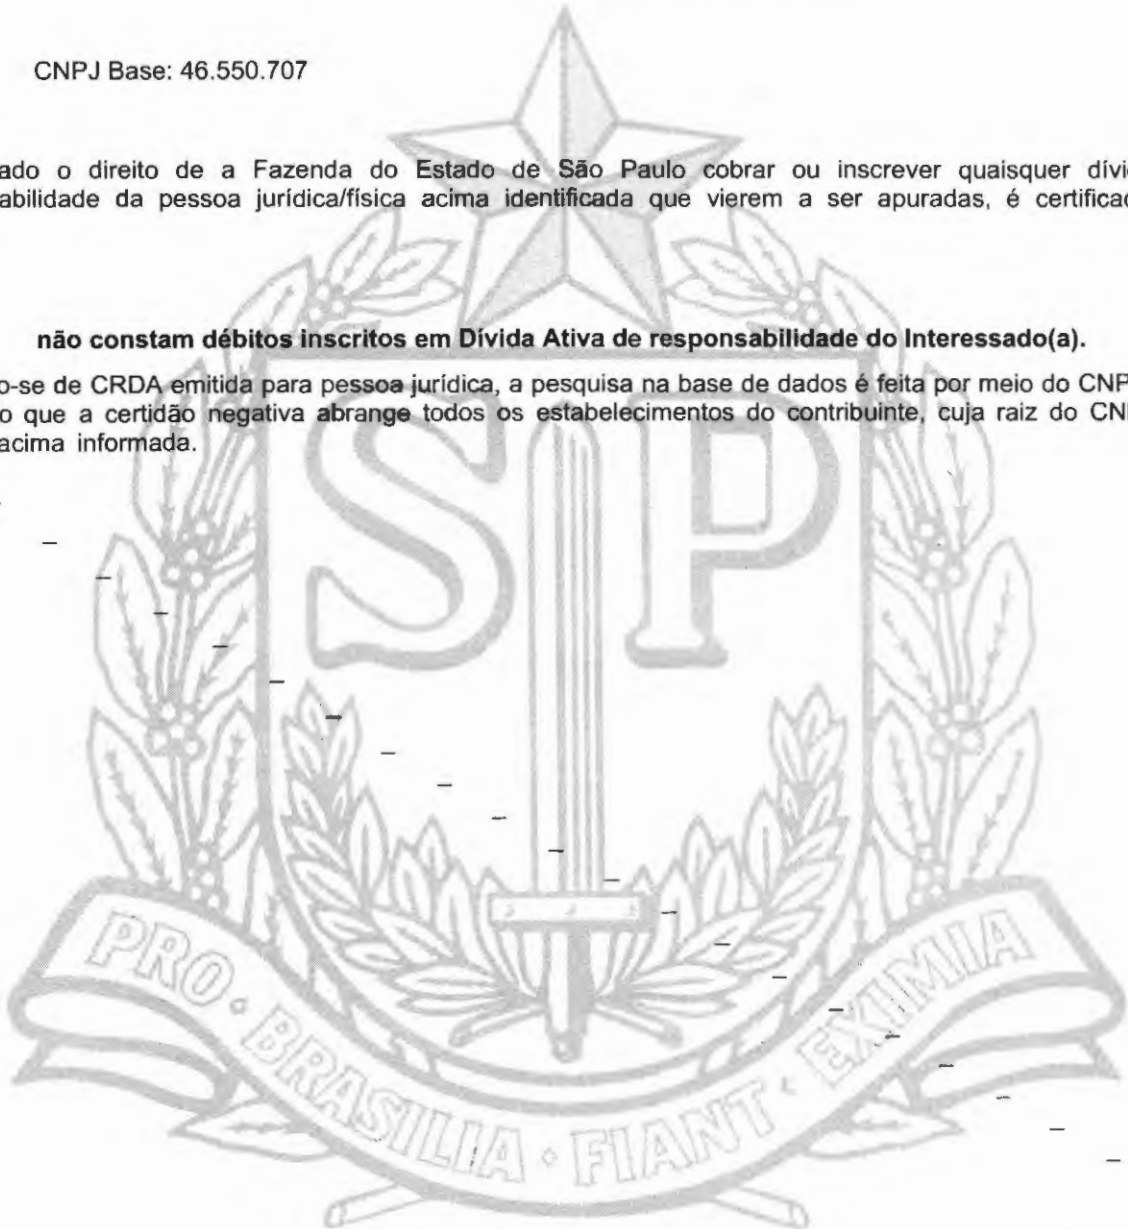 CNPJ Base: 46.550.707
ado o direito de a Fazenda do Estado de São Paulo cobrar ou inscrever quaisquer dívi
abilidade da pessoa jurídica/física acima identificada que vierem a ser apuradas, é certificad
não constam débitos inscritos em Dívida Ativa de responsabilidade do Interessado(a).
o-se de CRDA emitida para pessoa jurídica, a pesquisa na base de dados é feita por meio do CNP
o que a certidão negativa abrange todos os estabelecimentos do contribuinte, cuja raiz do CN
acima informada.
SP
PRO • BRASILIA • FIANT • EXIMIA